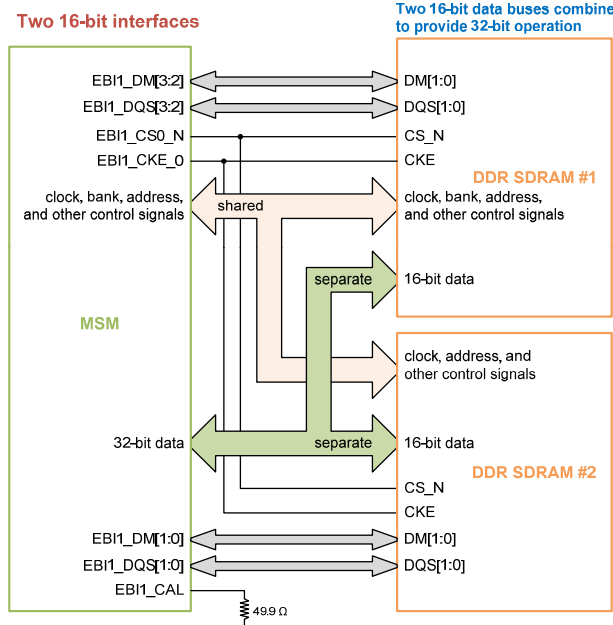 Two 16-bit interfaces
Two 16-bit data buses combine
to provide 32-bit operation
EBI1_DM[3:2]
DM[1:0]
EBI1_DQS[3:2]
DQS[1:0]
EBI1_CS0_N
CS_N
EBI1_CKE_0
CKE
DDR SDRAM #1
clock, bank, address,
and other control signals
shared
clock, bank, address,
and other control signals
separate
16-bit data
MSM
clock, address, and
other control signals
32-bit data
separate
16-bit data
DDR SDRAM #2
CS_N
CKE
EBI1_DM[1:0]
DM[1:0]
EBI1_DQS[1:0]
DQS[1:0]
EBI1_CAL
49.9 Ω